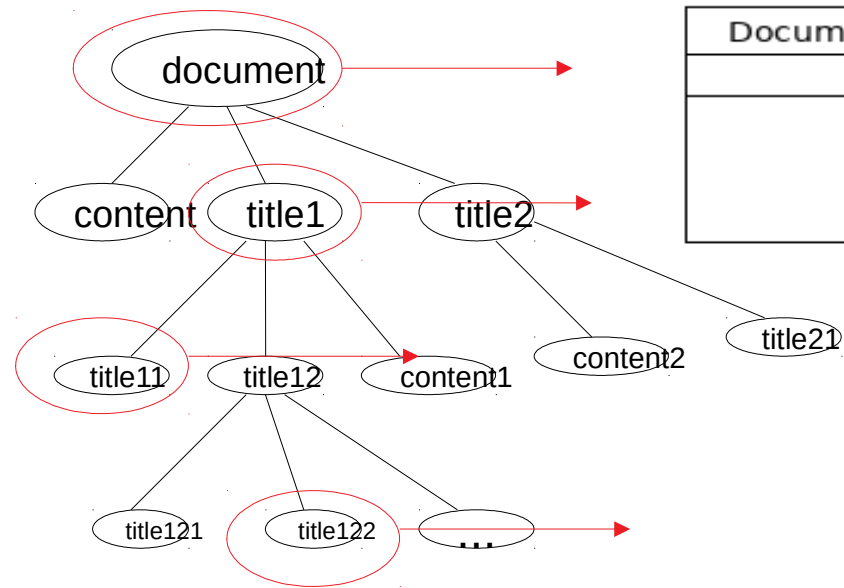 document
Docum
content
title1
title2
title11
title12
content1
content2
title21
title121
title122
...